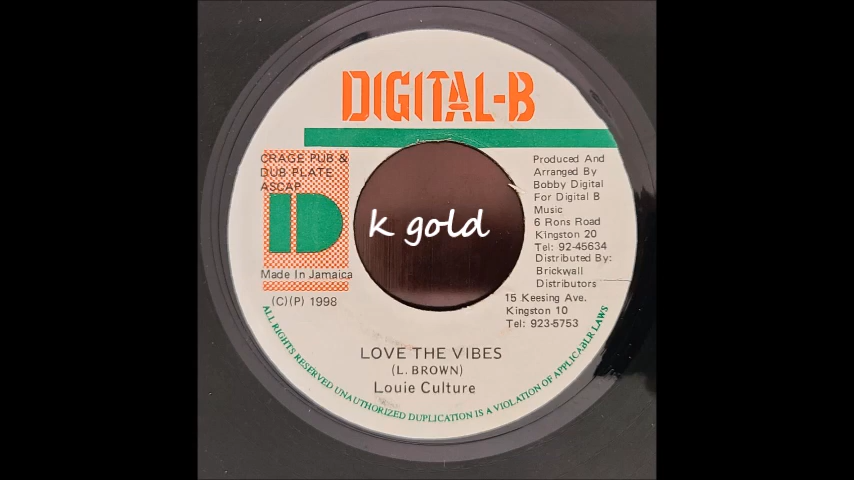 DIGITAL-B
CRAGE PUB &
DUB PLATE
ASCAP
D
Made In Jamaica
(C)(P) 1998
k gold
Produced And
Arranged By
Bobby Digital
For Digital B
Music
6 Rons Road
Kingston 20
Tel: 92-45634
Distributed By:
Brickwall
Distributors
15 Keesing Ave.
Kingston 10
Tel: 923-5753
LOVE THE VIBES
(L. BROWN)
Louie Culture
ALL RIGHTS RESERVED UNAUTHORIZED DUPLICATION IS A VIOLATION OF APPLICABLR LAWS